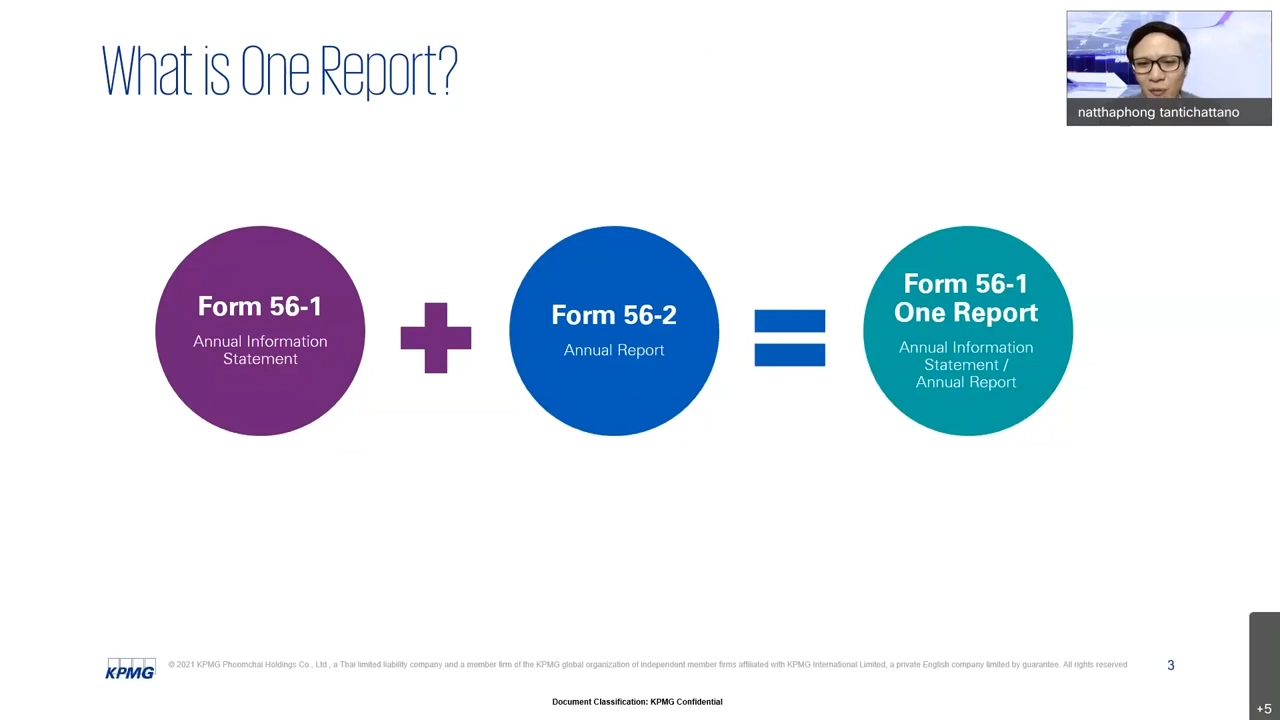 What is One Report?
natthaphong tantichattano
Form 56-1
Annual Information
Statement
Form 56-2
Annual Report
Form 56-1
One Report
Annual Information
Statement /
Annual Report
KPMG
© 2021 KPMG Phoomchai Holdings Co., Ltd., a Thai limited liability company and a member firm of the KPMG global organization of independent member firms affiliated with KPMG International Limited, a private English company limited by guarantee. All rights reserved
3
Document Classification: KPMG Confidential
+5